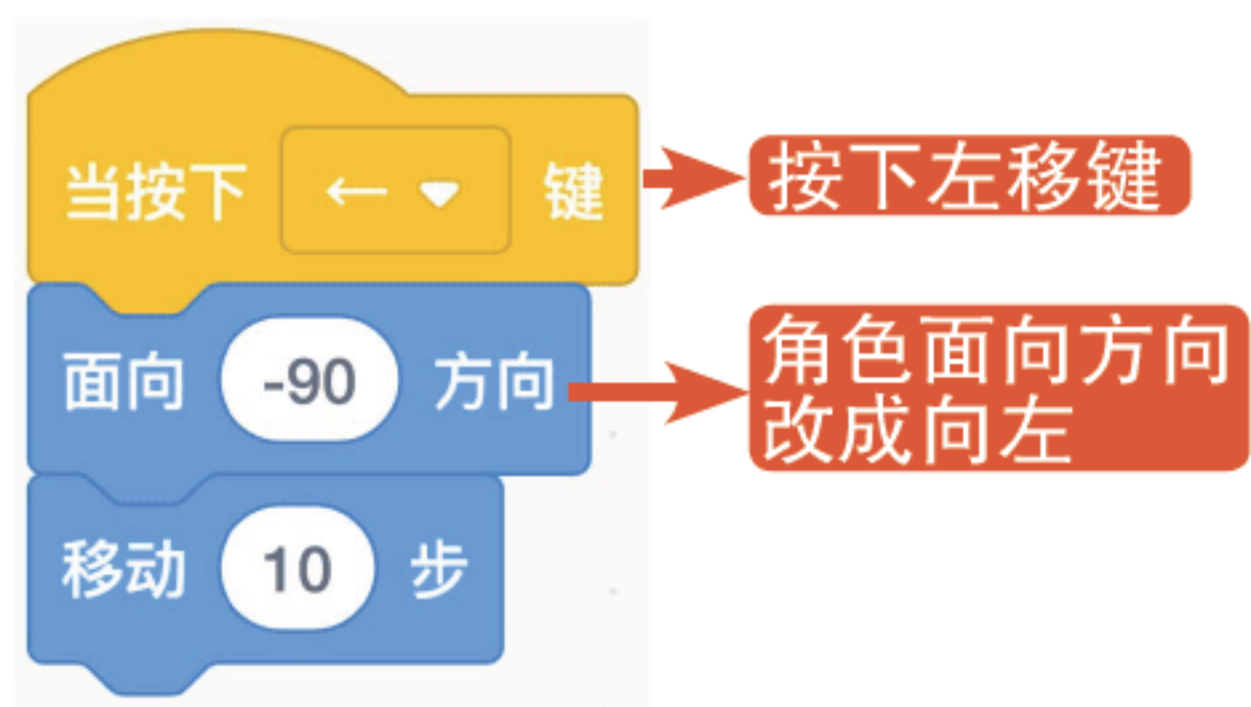 当按下 ← 键
按下左移键
面向 -90 方向
角色面向方向
改成向左
移动 10 步